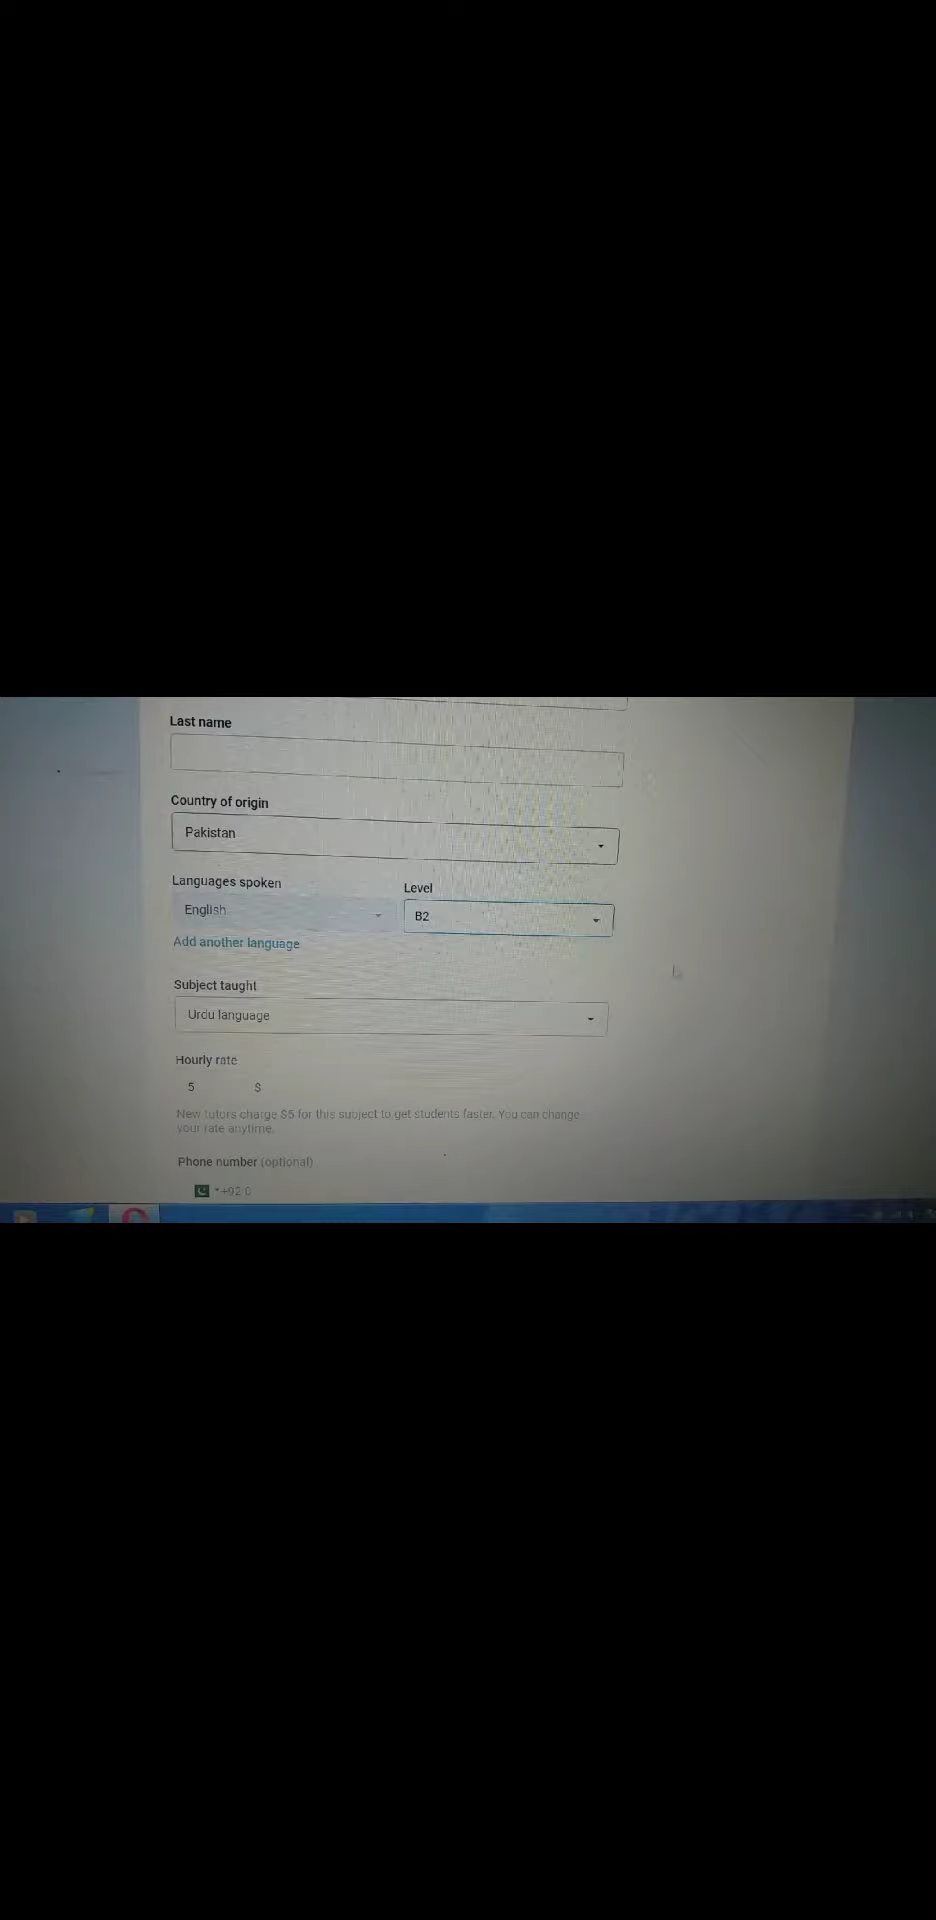 Last name
Country of origin
Pakistan
Languages spoken
Level
English
B2
Add another language
Subject taught
Urdu language
Hourly rate
5 $
New tutors charge $5 for this subject to get students faster. You can change
your rate anytime.
Phone number (optional)
+92 0